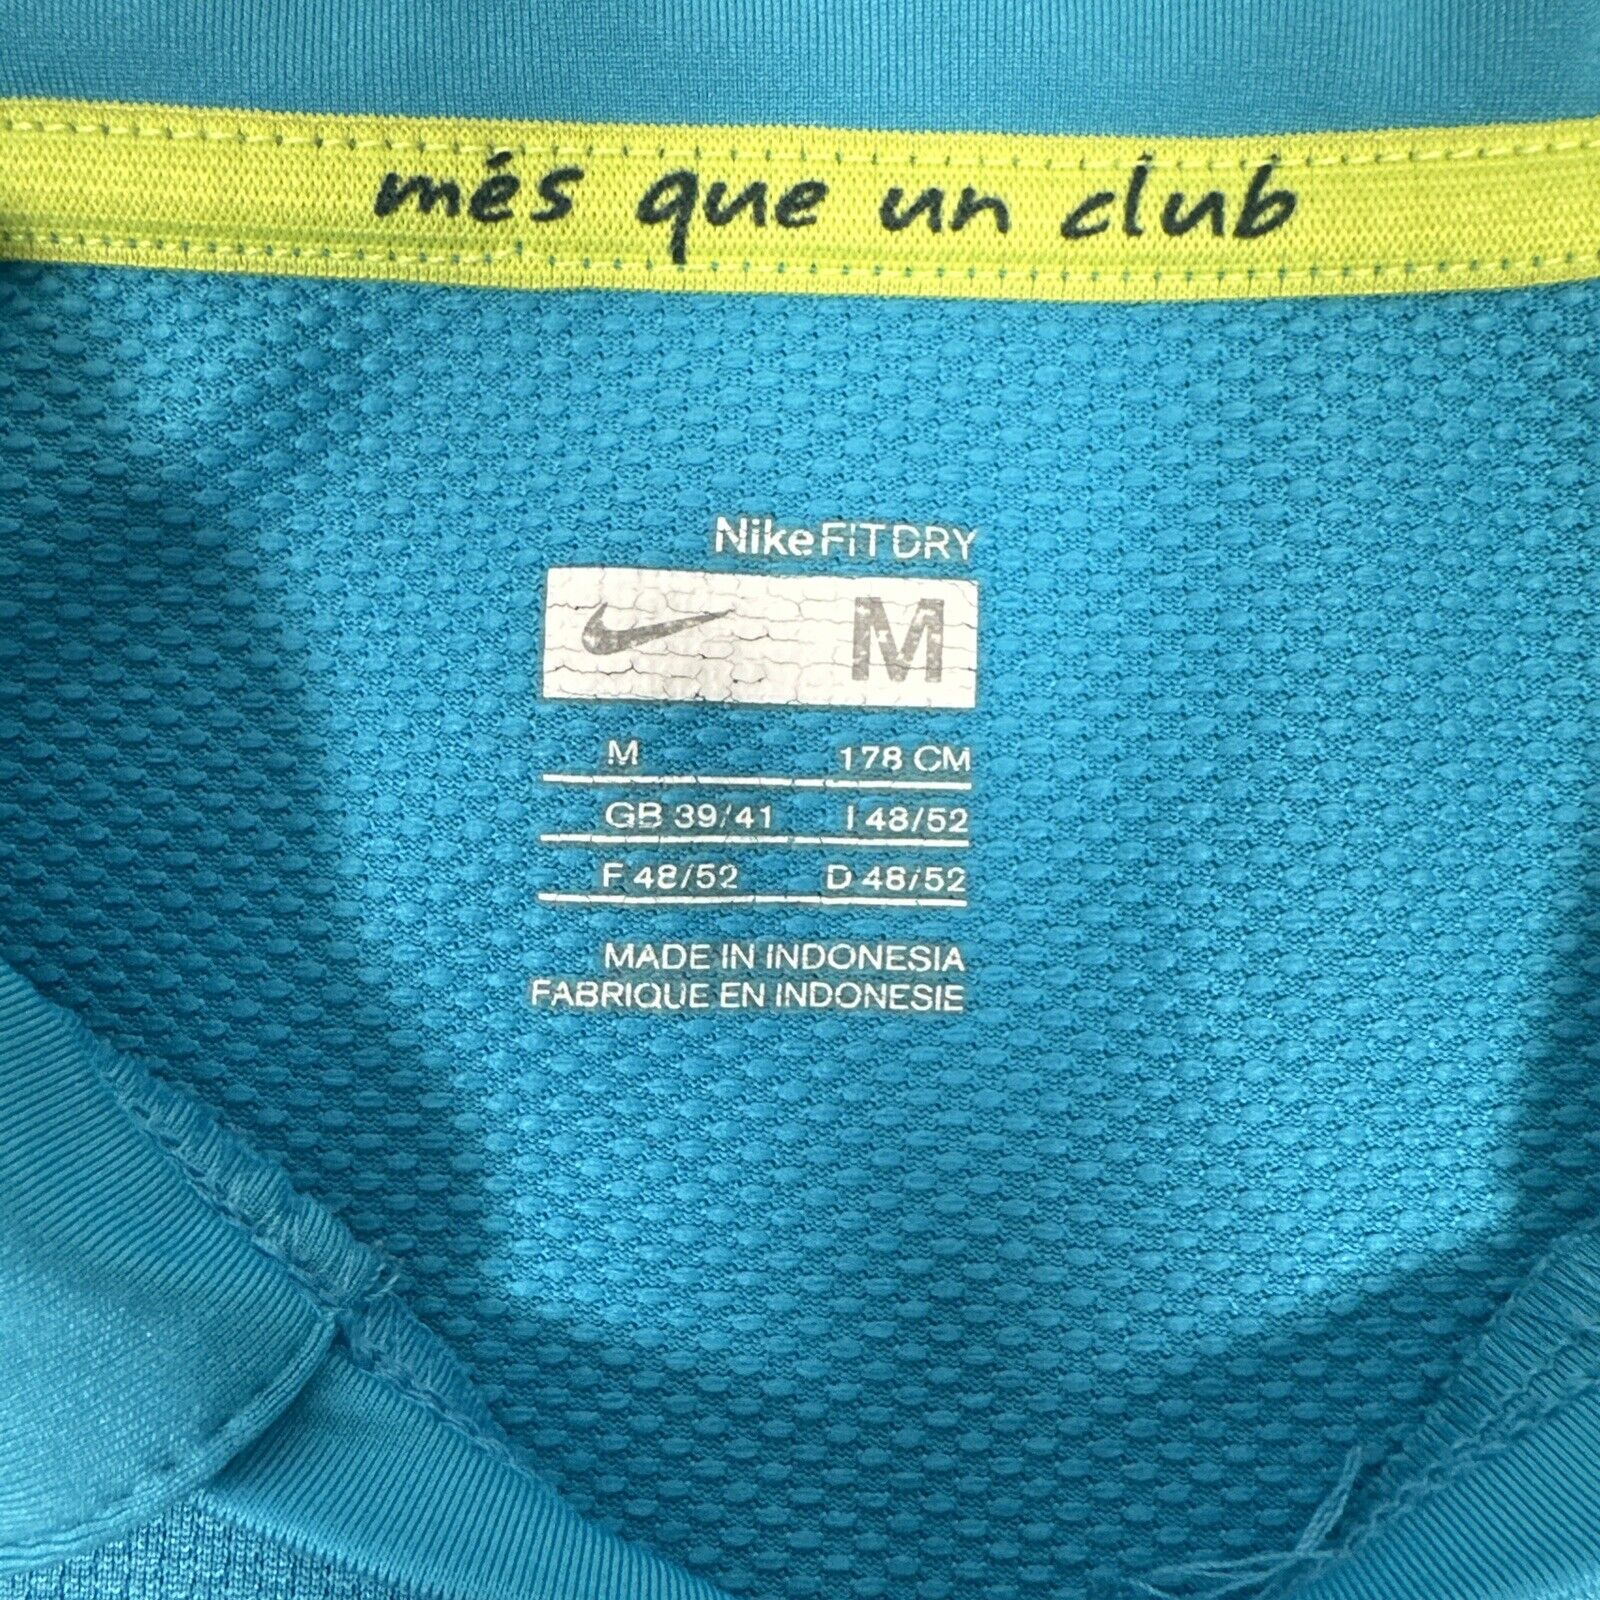 més que un club
NikeFITDRY
M
M 178 CM
GB 39/41 I 48/52
F 48/52 D 48/52
MADE IN INDONESIA
FABRIQUE EN INDONESIE